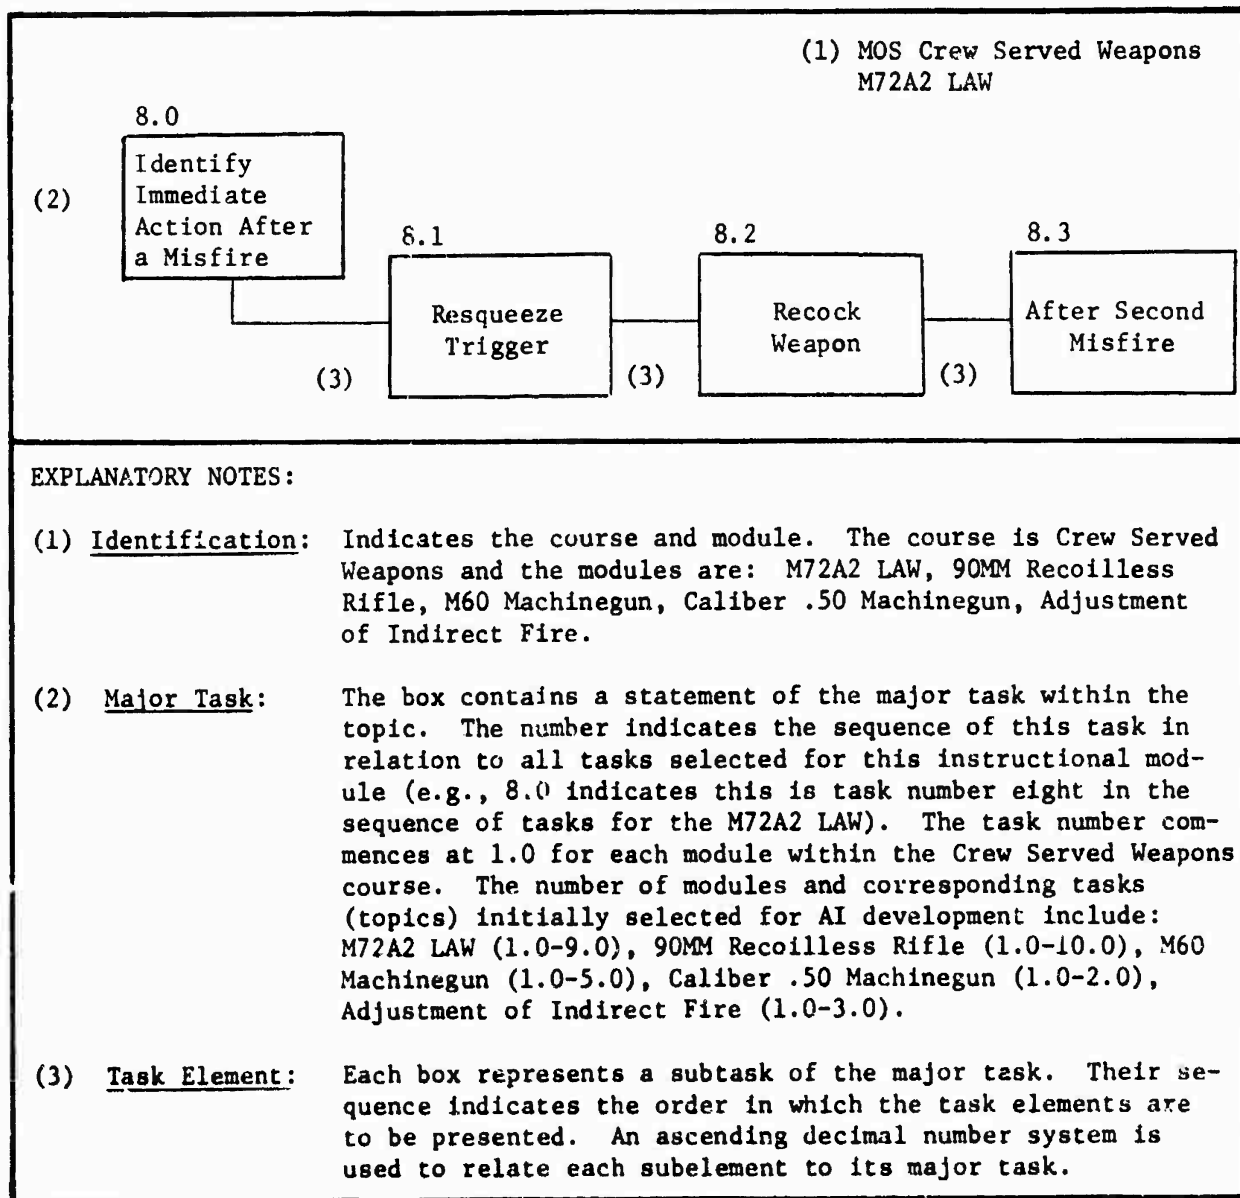 (1) MOS Crew Served Weapons
M72A2 LAW
8.0
Identify
Immediate
Action After
a Misfire
(2)
8.1
Resqueeze
Trigger
(3)
8.2
Recock
Weapon
(3)
8.3
After Second
Misfire
(3)
EXPLANATORY NOTES:
(1) Identification: Indicates the course and module. The course is Crew Served
Weapons and the modules are: M72A2 LAW, 90MM Recoilless
Rifle, M60 Machinegun, Caliber .50 Machinegun, Adjustment
of Indirect Fire.
(2) Major Task: The box contains a statement of the major task within the
topic. The number indicates the sequence of this task in
relation to all tasks selected for this instructional mod-
ule (e.g., 8.0 indicates this is task number eight in the
sequence of tasks for the M72A2 LAW). The task number com-
mences at 1.0 for each module within the Crew Served Weapons
course. The number of modules and corresponding tasks
(topics) initially selected for AI development include:
M72A2 LAW (1.0-9.0), 90MM Recoilless Rifle (1.0-10.0), M60
Machinegun (1.0-5.0), Caliber .50 Machinegun (1.0-2.0),
Adjustment of Indirect Fire (1.0-3.0).
(3) Task Element: Each box represents a subtask of the major task. Their se-
quence indicates the order in which the task elements are
to be presented. An ascending decimal number system is
used to relate each subelement to its major task.